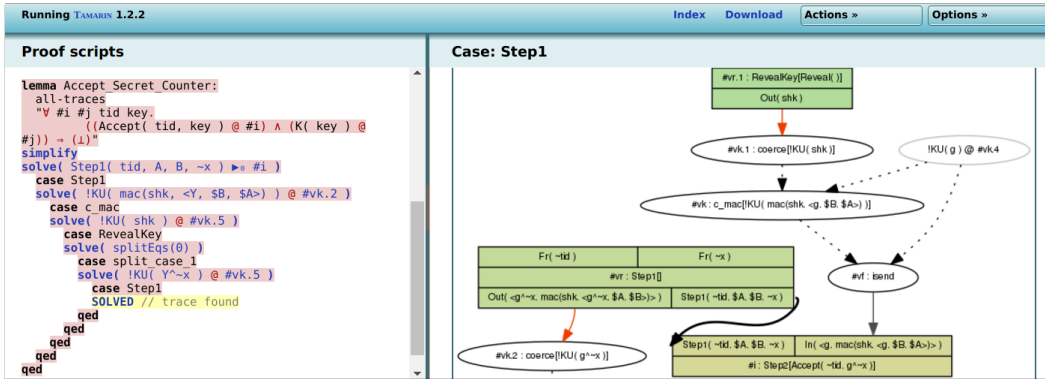 Running TAMARIN 1.2.2
Index Download Actions » Options »
Proof scripts
lemma Accept_Secret_Counter:
all-traces
"∀ #i #j tid key.
((Accept( tid, key ) @ #i) ∧ (K( key ) @
#j)) ⇒ (⊥)"
simplify
solve( Step1( tid, A, B, ~x ) ▶₀ #i )
case Step1
solve( !KU( mac(shk, <Y, $B, $A>) ) @ #vk.2 )
case c_mac
solve( !KU( shk ) @ #vk.5 )
case RevealKey
solve( splitEqs(0) )
case split_case_1
solve( !KU( Y^~x ) @ #vk.5 )
case Step1
SOLVED // trace found
qed
qed
qed
qed
qed
Case: Step1
#vr.1 : RevealKey[Reveal( )]
Out( shk )
#vk.1 : coerce[!KU( shk )]
!KU( g ) @ #vk.4
#vk : c_mac[!KU( mac(shk, <g, $B, $A>) )]
Fr( ~tid ) Fr( ~x )
#vr : Step1[]
Out( <g^~x, mac(shk, <g^~x, $A, $B>)> ) Step1( ~tid, $A, $B, ~x )
#vf : isend
Step1( ~tid, $A, $B, ~x ) In( <g, mac(shk, <g, $B, $A>)> )
#i : Step2[Accept( ~tid, g^~x )]
#vk.2 : coerce[!KU( g^~x )]